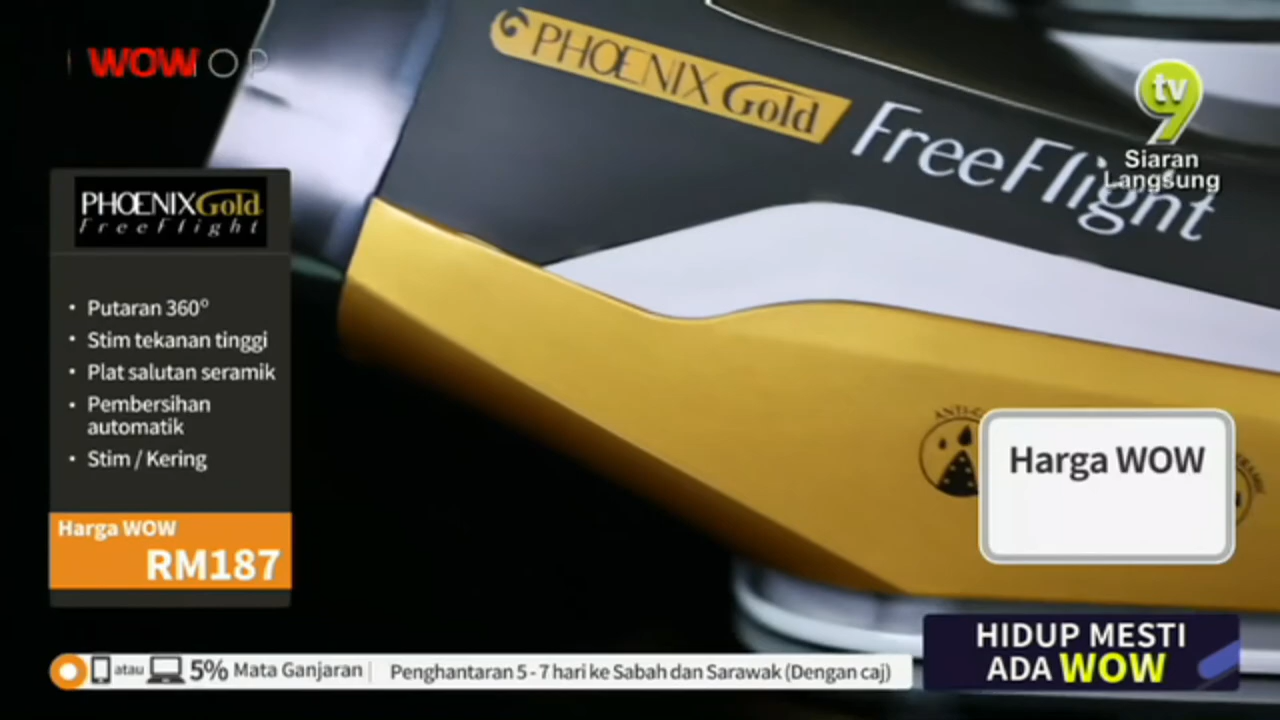 WOW OP
PHOENIX Gold
FreeFlight
tv9
Siaran
Langsung
PHOENIXGold
FreeFlight
• Putaran 360°
• Stim tekanan tinggi
• Plat salutan seramik
• Pembersihan
automatik
• Stim / Kering
Harga WOW
RM187
Harga WOW
HIDUP MESTI
ADA WOW
atau 5% Mata Ganjaran | Penghantaran 5 - 7 hari ke Sabah dan Sarawak (Dengan caj)